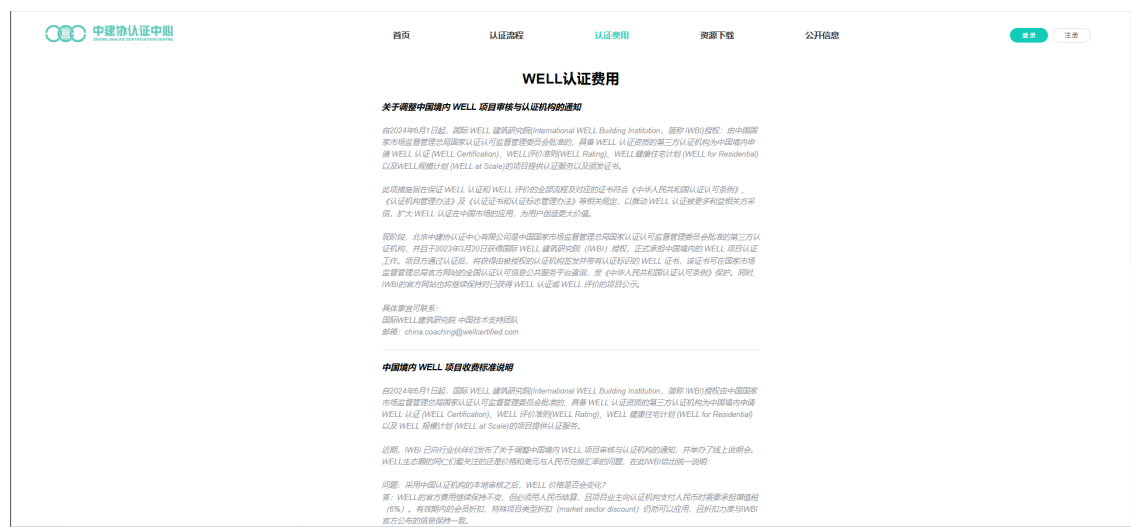 中建协认证中心
ZHONG JIAN XIE CERTIFICATION CENTRE
首页
认证流程
认证费用
资源下载
公开信息
登录
注册
WELL认证费用
关于调整中国境内 WELL 项目审核与认证机构的通知
自2024年6月1日起，国际 WELL 建筑研究院(International WELL Building Institution，简称 IWBI)授权：由中国国
家市场监督管理总局国家认证认可监督管理委员会批准的、具备 WELL 认证资质的第三方认证机构为中国境内申
请 WELL 认证 (WELL Certification)、WELL评价准则(WELL Rating)、WELL健康住宅计划 (WELL for Residential)
以及WELL规模计划 (WELL at Scale)的项目提供认证服务以及颁发证书。
此项措施旨在保证 WELL 认证和 WELL 评价的全部流程及对应的证书符合《中华人民共和国认证认可条例》、
《认证机构管理办法》及《认证证书和认证标志管理办法》等相关规定，以推动 WELL 认证被更多利益相关方采
信，扩大 WELL 认证在中国市场的应用，为用户创造更大价值。
现阶段，北京中建协认证中心有限公司是中国国家市场监督管理总局国家认证认可监督管理委员会批准的第三方认
证机构，并且于2023年3月20日获得国际 WELL 建筑研究院（IWBI）授权，正式承担中国境内的 WELL 项目认证
工作。项目方通过认证后，将获得由被授权的认证机构签发并带有认证标识的 WELL 证书，该证书可在国家市场
监督管理总局官方网站的全国认证认可信息公共服务平台查询，受《中华人民共和国认证认可条例》保护。同时，
IWBI的官方网站也将继续保持对已获得 WELL 认证或 WELL 评价的项目公示。
具体事宜可联系：
国际WELL建筑研究院 中国技术支持团队
邮箱：china.coaching@wellcertified.com
中国境内 WELL 项目收费标准说明
自2024年6月1日起，国际 WELL 建筑研究院(International WELL Building Institution，简称 IWBI)授权由中国国家
市场监督管理总局国家认证认可监督管理委员会批准的、具备 WELL 认证资质的第三方认证机构为中国境内申请
WELL 认证 (WELL Certification)、WELL 评价准则(WELL Rating)、WELL 健康住宅计划 (WELL for Residential)
以及 WELL 规模计划 (WELL at Scale)的项目提供认证服务。
近期，IWBI 已向行业伙伴们发布了关于调整中国境内 WELL 项目审核与认证机构的通知，并举办了线上说明会。
WELL生态圈的同仁们最关注的还是价格和美元与人民币兑换汇率的问题，在此IWBI给出统一说明：
问题：采用中国认证机构的本地审核之后，WELL 价格是否会变化？
答：WELL的官方费用继续保持不变，但必须用人民币结算，且项目业主向认证机构支付人民币时需要承担增值税
（6%）。有效期内的会员折扣，特殊项目类型折扣（market sector discount）仍然可以应用，且折扣力度与IWBI
官方公布的信息保持一致。